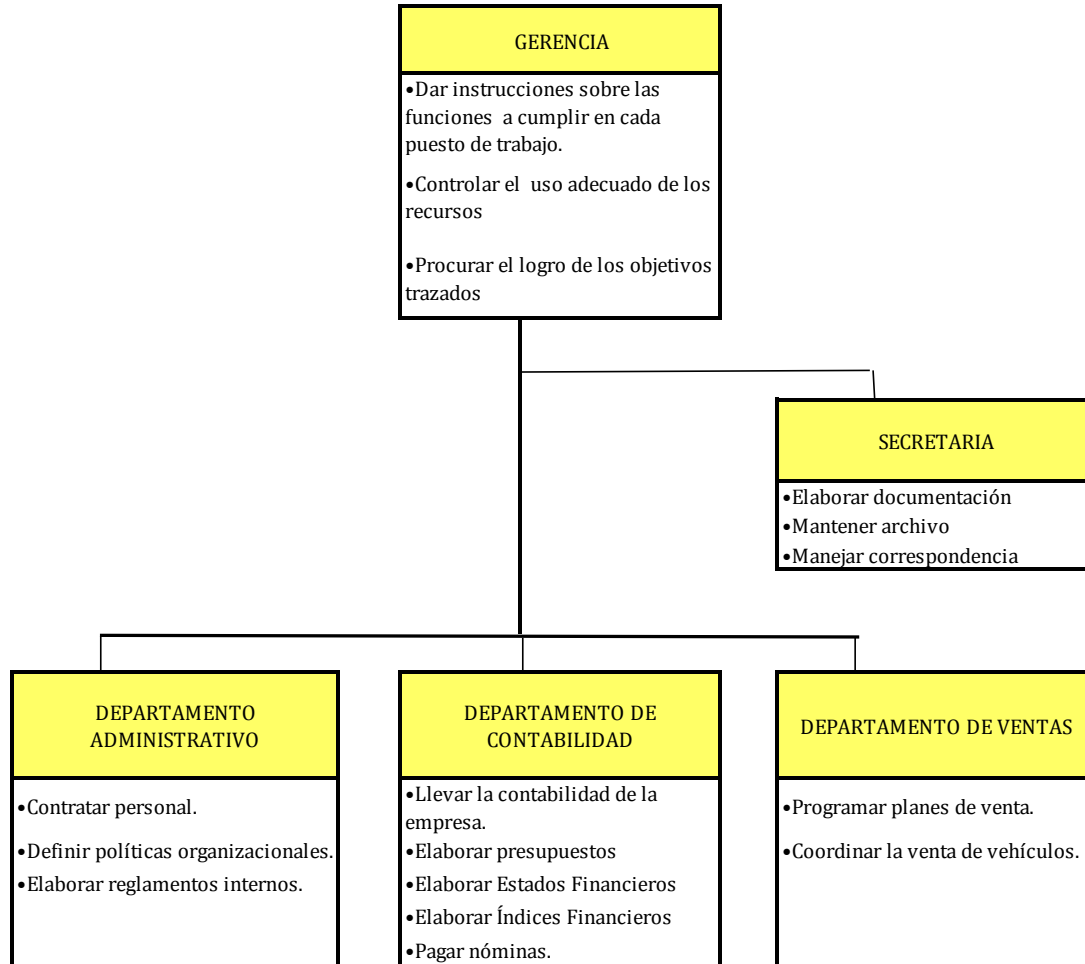 GERENCIA
•Dar instrucciones sobre las
funciones a cumplir en cada
puesto de trabajo.
•Controlar el uso adecuado de los
recursos
•Procurar el logro de los objetivos
trazados
SECRETARIA
•Elaborar documentación
•Mantener archivo
•Manejar correspondencia
DEPARTAMENTO
ADMINISTRATIVO
•Contratar personal.
•Definir políticas organizacionales.
•Elaborar reglamentos internos.
DEPARTAMENTO DE
CONTABILIDAD
•Llevar la contabilidad de la
empresa.
•Elaborar presupuestos
•Elaborar Estados Financieros
•Elaborar Índices Financieros
•Pagar nóminas.
DEPARTAMENTO DE VENTAS
•Programar planes de venta.
•Coordinar la venta de vehículos.